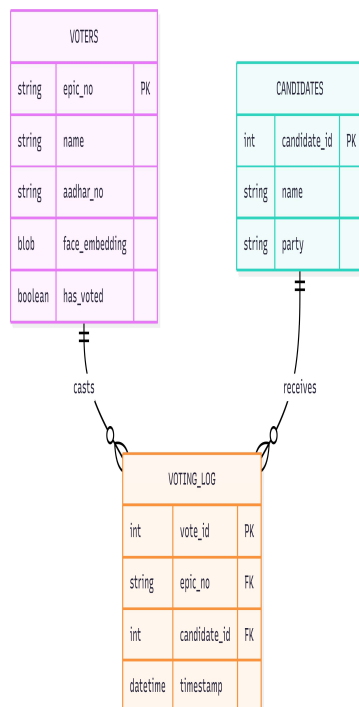 VOTERS
string epic_no PK
string name
string aadhar_no
blob face_embedding
boolean has_voted
CANDIDATES
int candidate_id PK
string name
string party
casts
receives
VOTING_LOG
int vote_id PK
string epic_no FK
int candidate_id FK
datetime timestamp